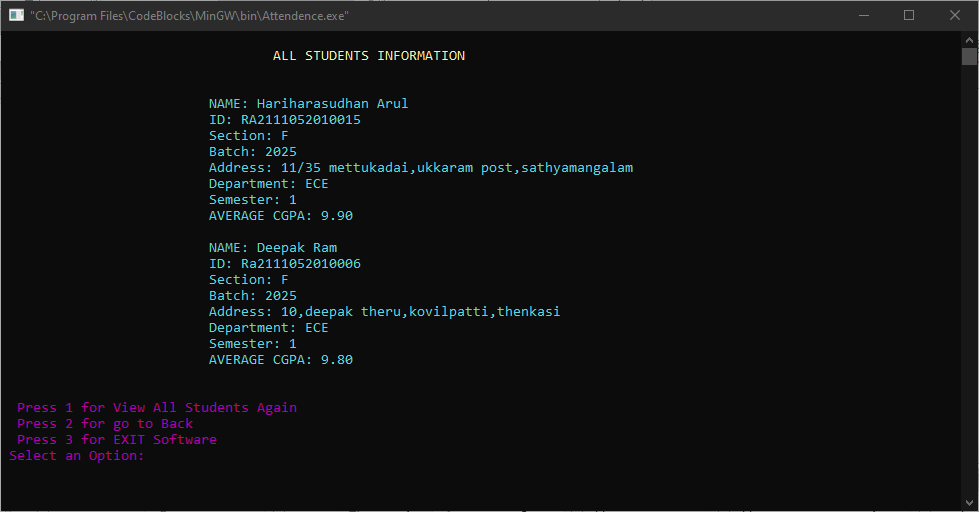 "C:\Program Files\CodeBlocks\MinGW\bin\Attendence.exe"
ALL STUDENTS INFORMATION
NAME: Hariharasudhan Arul
ID: RA2111052010015
Section: F
Batch: 2025
Address: 11/35 mettukadai,ukkaram post,sathyamangalam
Department: ECE
Semester: 1
AVERAGE CGPA: 9.90
NAME: Deepak Ram
ID: Ra2111052010006
Section: F
Batch: 2025
Address: 10,deepak theru,kovilpatti,thenkasi
Department: ECE
Semester: 1
AVERAGE CGPA: 9.80
Press 1 for View All Students Again
Press 2 for go to Back
Press 3 for EXIT Software
Select an Option: